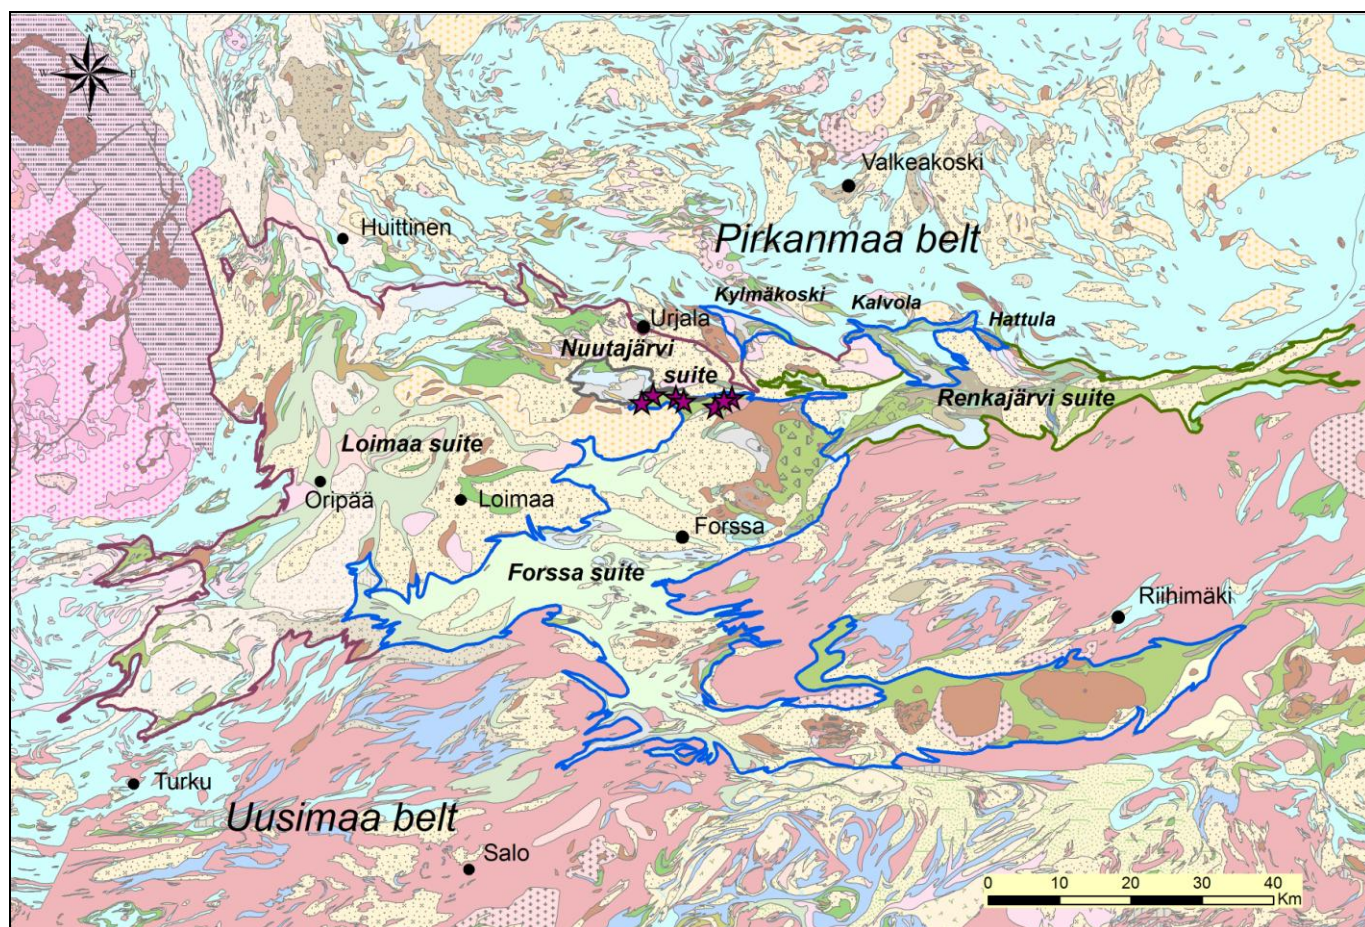 N
Valkeakoski
Huittinen
Pirkanmaa belt
Kylmäkoski
Kalvola
Hattula
Urjala
Nuutajärvi
suite
Renkajärvi suite
Loimaa suite
Oripää
Loimaa
Forssa
Forssa suite
Riihimäki
Turku
Uusimaa belt
Salo
0 10 20 30 40
Km